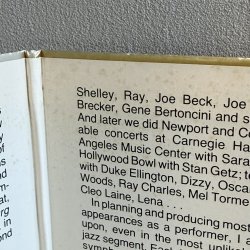 Shelley, Ray, Joe Beck, Joe
Brecker, Gene Bertoncini and s
And later we did Newport and C
able concerts at Carnegie Ha
Angeles Music Center with Sara
Hollywood Bowl with Stan Getz; te
with Duke Ellington, Dizzy, Osca
Woods, Ray Charles, Mel Torme
Cleo Laine, Lena . . .
In planning and producing mos
appearances as a performer, I
upon, even in the most unlik
jazz segment. F
symph